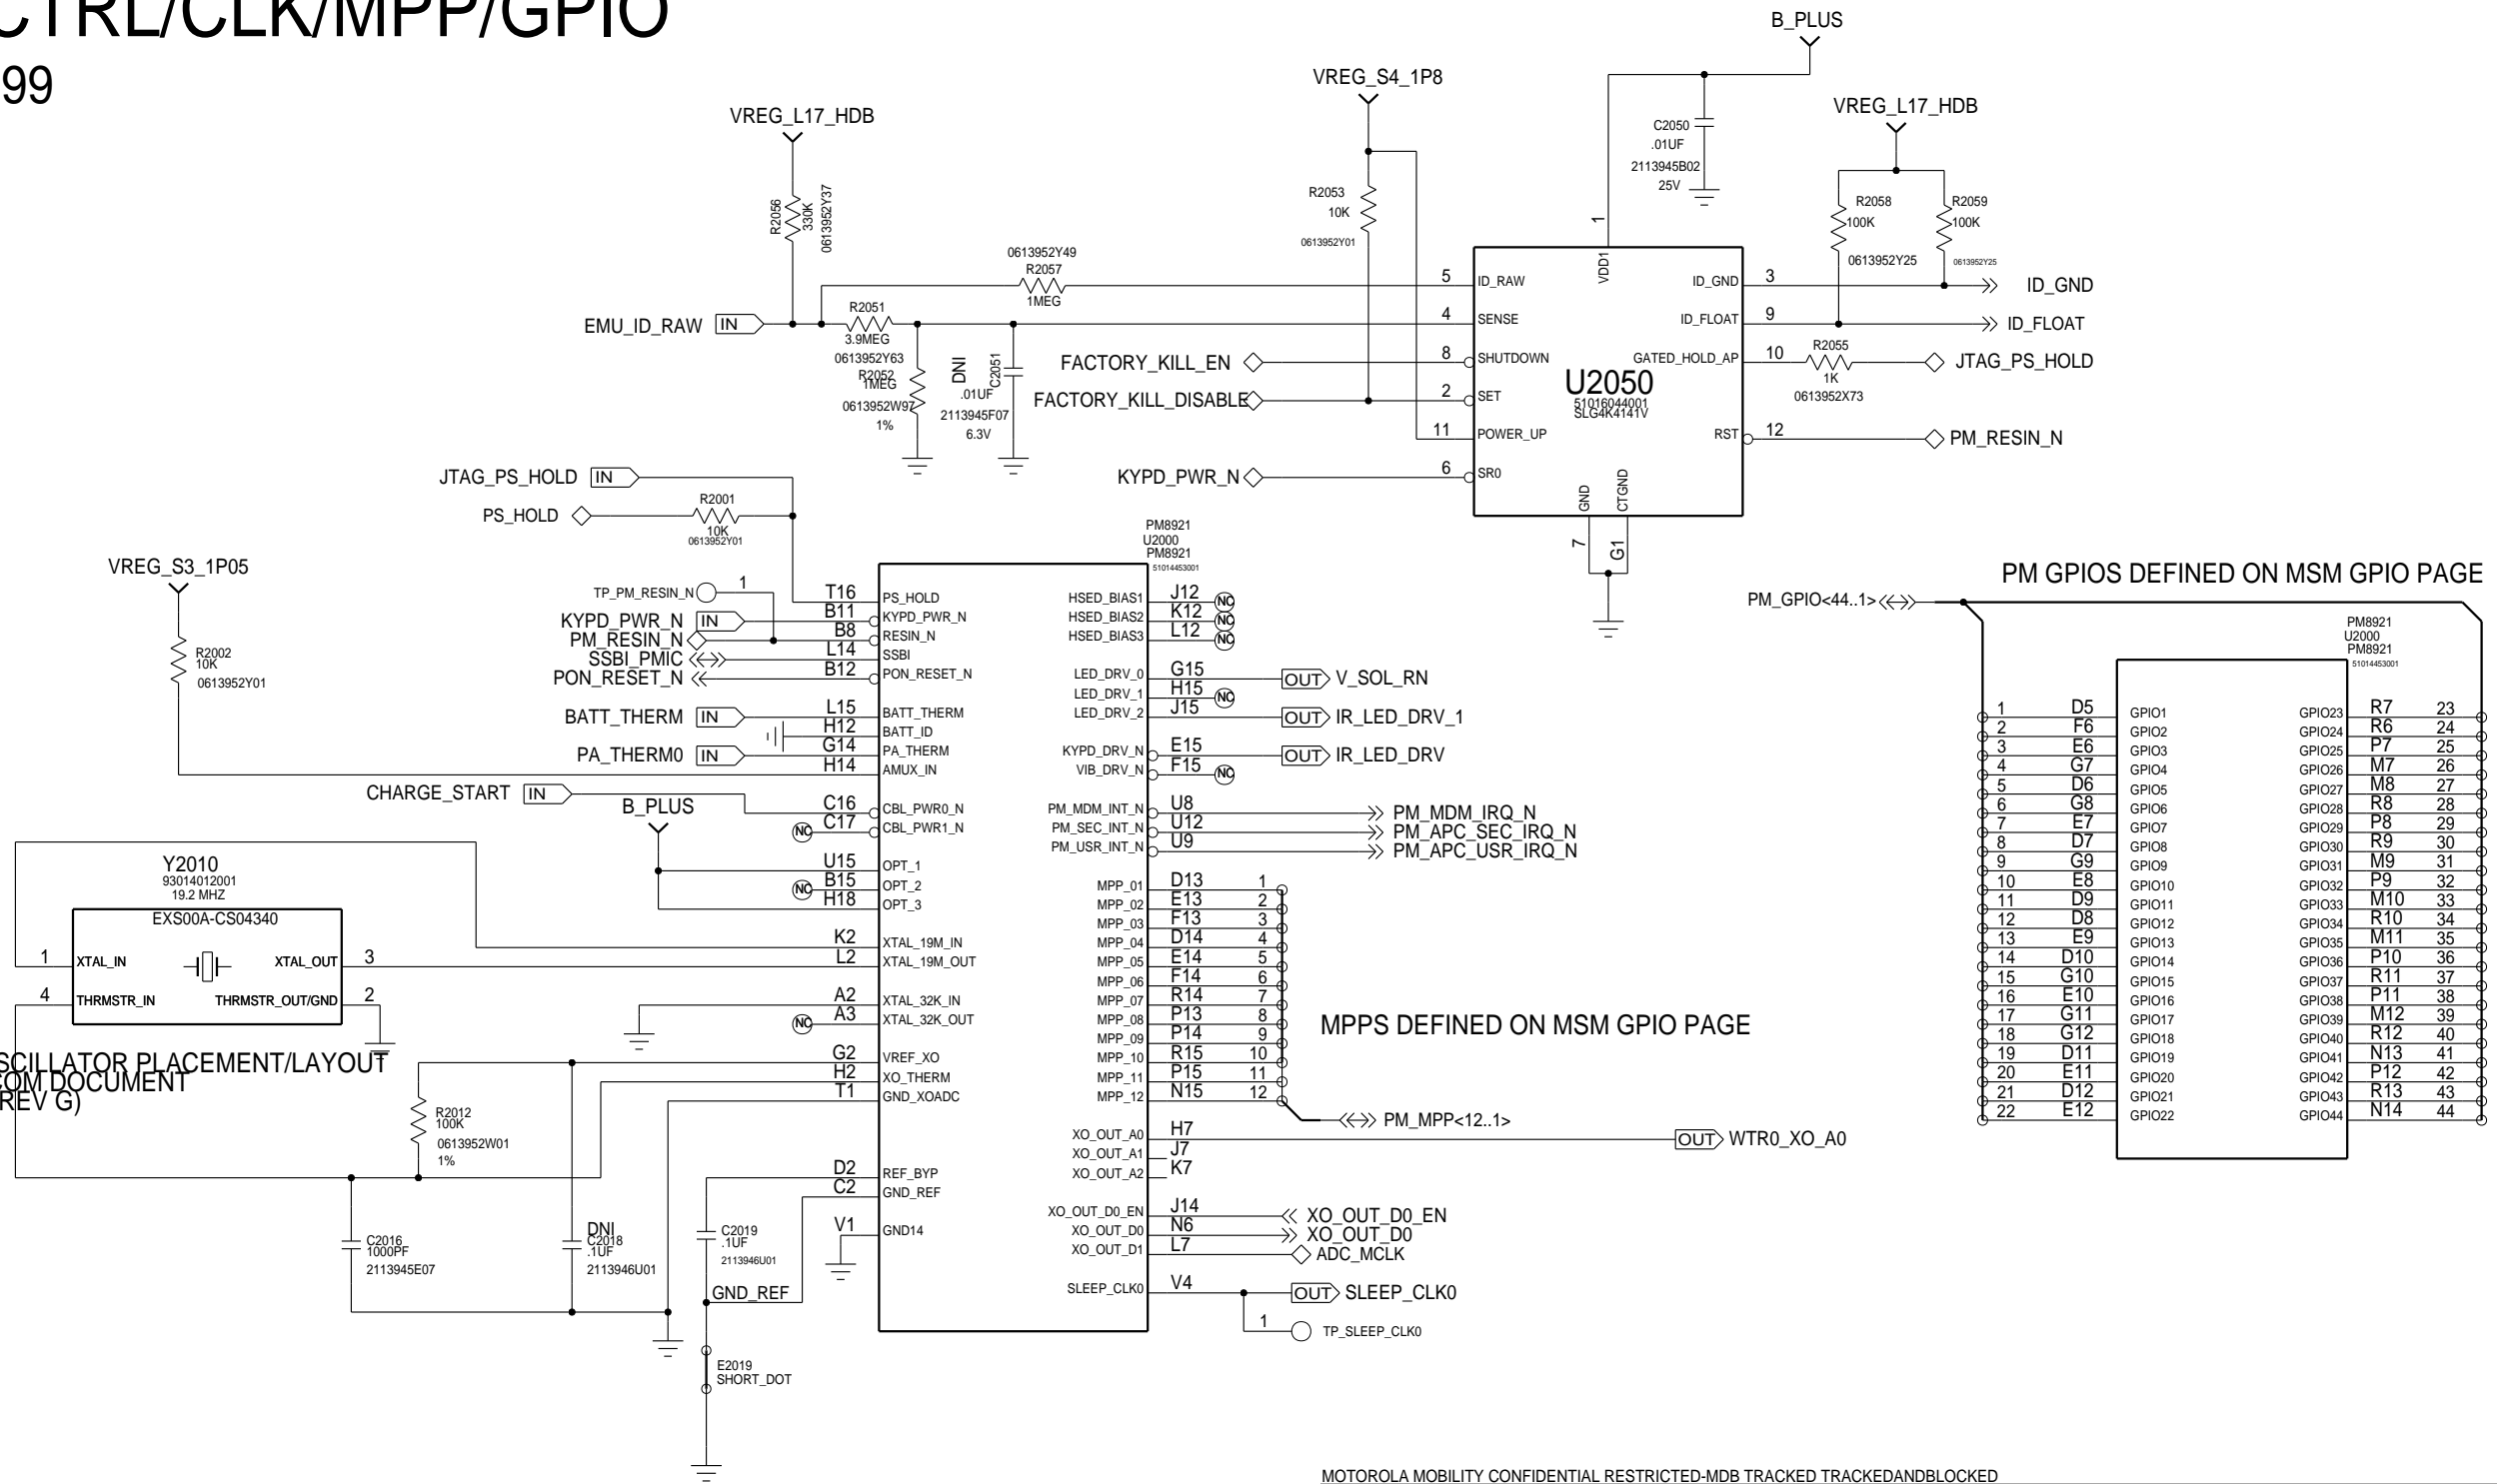 CTRL/CLK/MPP/GPIO
99
B_PLUS
VREG_S4_1P8
VREG_L17_HDB
VREG_L17_HDB
C2050
.01UF
2113945B02
25V
R2056
330K
0613952Y37
R2053
10K
0613952Y01
R2058
100K
0613952Y25
R2059
100K
0613952Y25
0613952Y49
R2057
1MEG
EMU_ID_RAW IN
R2051
3.9MEG
0613952Y63
R2052
1MEG
0613952W97
1%
DNI
C2051
.01UF
2113945F07
6.3V
FACTORY_KILL_EN
FACTORY_KILL_DISABLE
KYPD_PWR_N
1 VDD1
5 ID_RAW
4 SENSE
8 SHUTDOWN
2 SET
11 POWER_UP
6 SR0
U2050
51016044001
SLG4K4141V
ID_GND 3 ID_GND
ID_FLOAT 9 ID_FLOAT
GATED_HOLD_AP 10 JTAG_PS_HOLD
R2055
1K
0613952X73
RST 12 PM_RESIN_N
GND 7
CTGND G1
JTAG_PS_HOLD IN
PS_HOLD
R2001
10K
0613952Y01
VREG_S3_1P05
R2002
10K
0613952Y01
PM8921
U2000
PM8921
51014453001
TP_PM_RESIN_N 1
T16 PS_HOLD
KYPD_PWR_N IN B11 KYPD_PWR_N
PM_RESIN_N B8 RESIN_N
SSBI_PMIC L14 SSBI
PON_RESET_N B12 PON_RESET_N
BATT_THERM IN L15 BATT_THERM
H12 BATT_ID
PA_THERM0 IN G14 PA_THERM
H14 AMUX_IN
CHARGE_START IN C16 CBL_PWR0_N
NC C17 CBL_PWR1_N
B_PLUS
U15 OPT_1
NC B15 OPT_2
H18 OPT_3
K2 XTAL_19M_IN
L2 XTAL_19M_OUT
A2 XTAL_32K_IN
NC A3 XTAL_32K_OUT
G2 VREF_XO
H2 XO_THERM
T1 GND_XOADC
D2 REF_BYP
C2 GND_REF
V1 GND14
HSED_BIAS1 J12 NC
HSED_BIAS2 K12 NC
HSED_BIAS3 L12 NC
LED_DRV_0 G15 OUT V_SOL_RN
LED_DRV_1 H15 NC
LED_DRV_2 J15 OUT IR_LED_DRV_1
KYPD_DRV_N E15 OUT IR_LED_DRV
VIB_DRV_N F15 NC
PM_MDM_INT_N U8 PM_MDM_IRQ_N
PM_SEC_INT_N U12 PM_APC_SEC_IRQ_N
PM_USR_INT_N U9 PM_APC_USR_IRQ_N
MPP_01 D13 1
MPP_02 E13 2
MPP_03 F13 3
MPP_04 D14 4
MPP_05 E14 5
MPP_06 F14 6
MPP_07 R14 7
MPP_08 P13 8
MPP_09 P14 9
MPP_10 R15 10
MPP_11 P15 11
MPP_12 N15 12
MPPS DEFINED ON MSM GPIO PAGE
PM_MPP<12..1>
XO_OUT_A0 H7 OUT WTR0_XO_A0
XO_OUT_A1 J7
XO_OUT_A2 K7
XO_OUT_D0_EN J14 XO_OUT_D0_EN
XO_OUT_D0 N6 XO_OUT_D0
XO_OUT_D1 L7 ADC_MCLK
SLEEP_CLK0 V4 OUT SLEEP_CLK0
1 TP_SLEEP_CLK0
Y2010
93014012001
19.2 MHZ
EXS00A-CS04340
1 XTAL_IN XTAL_OUT 3
4 THRMSTR_IN THRMSTR_OUT/GND 2
SCILLATOR PLACEMENT/LAYOUT
COM DOCUMENT
REV G)
R2012
100K
0613952W01
1%
C2016
1000PF
2113945E07
DNI
C2018
.1UF
2113946U01
C2019
.1UF
2113946U01
GND_REF
E2019
SHORT_DOT
PM GPIOS DEFINED ON MSM GPIO PAGE
PM_GPIO<44..1>
PM8921
U2000
PM8921
51014453001
1 D5 GPIO1 GPIO23 R7 23
2 F6 GPIO2 GPIO24 R6 24
3 E6 GPIO3 GPIO25 P7 25
4 G7 GPIO4 GPIO26 M7 26
5 D6 GPIO5 GPIO27 M8 27
6 G8 GPIO6 GPIO28 R8 28
7 E7 GPIO7 GPIO29 P8 29
8 D7 GPIO8 GPIO30 R9 30
9 G9 GPIO9 GPIO31 M9 31
10 E8 GPIO10 GPIO32 P9 32
11 D9 GPIO11 GPIO33 M10 33
12 D8 GPIO12 GPIO34 R10 34
13 E9 GPIO13 GPIO35 M11 35
14 D10 GPIO14 GPIO36 P10 36
15 G10 GPIO15 GPIO37 R11 37
16 E10 GPIO16 GPIO38 P11 38
17 G11 GPIO17 GPIO39 M12 39
18 G12 GPIO18 GPIO40 R12 40
19 D11 GPIO19 GPIO41 N13 41
20 E11 GPIO20 GPIO42 P12 42
21 D12 GPIO21 GPIO43 R13 43
22 E12 GPIO22 GPIO44 N14 44
MOTOROLA MOBILITY CONFIDENTIAL RESTRICTED-MDB TRACKED TRACKEDANDBLOCKED